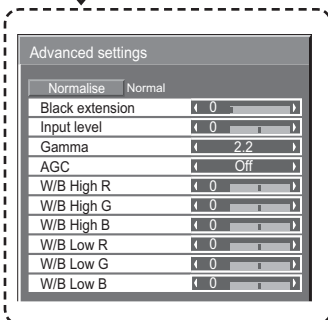 Advanced settings
Normalise Normal
Black extension 0
Input level 0
Gamma 2.2
AGC Off
W/B High R 0
W/B High G 0
W/B High B 0
W/B Low R 0
W/B Low G 0
W/B Low B 0